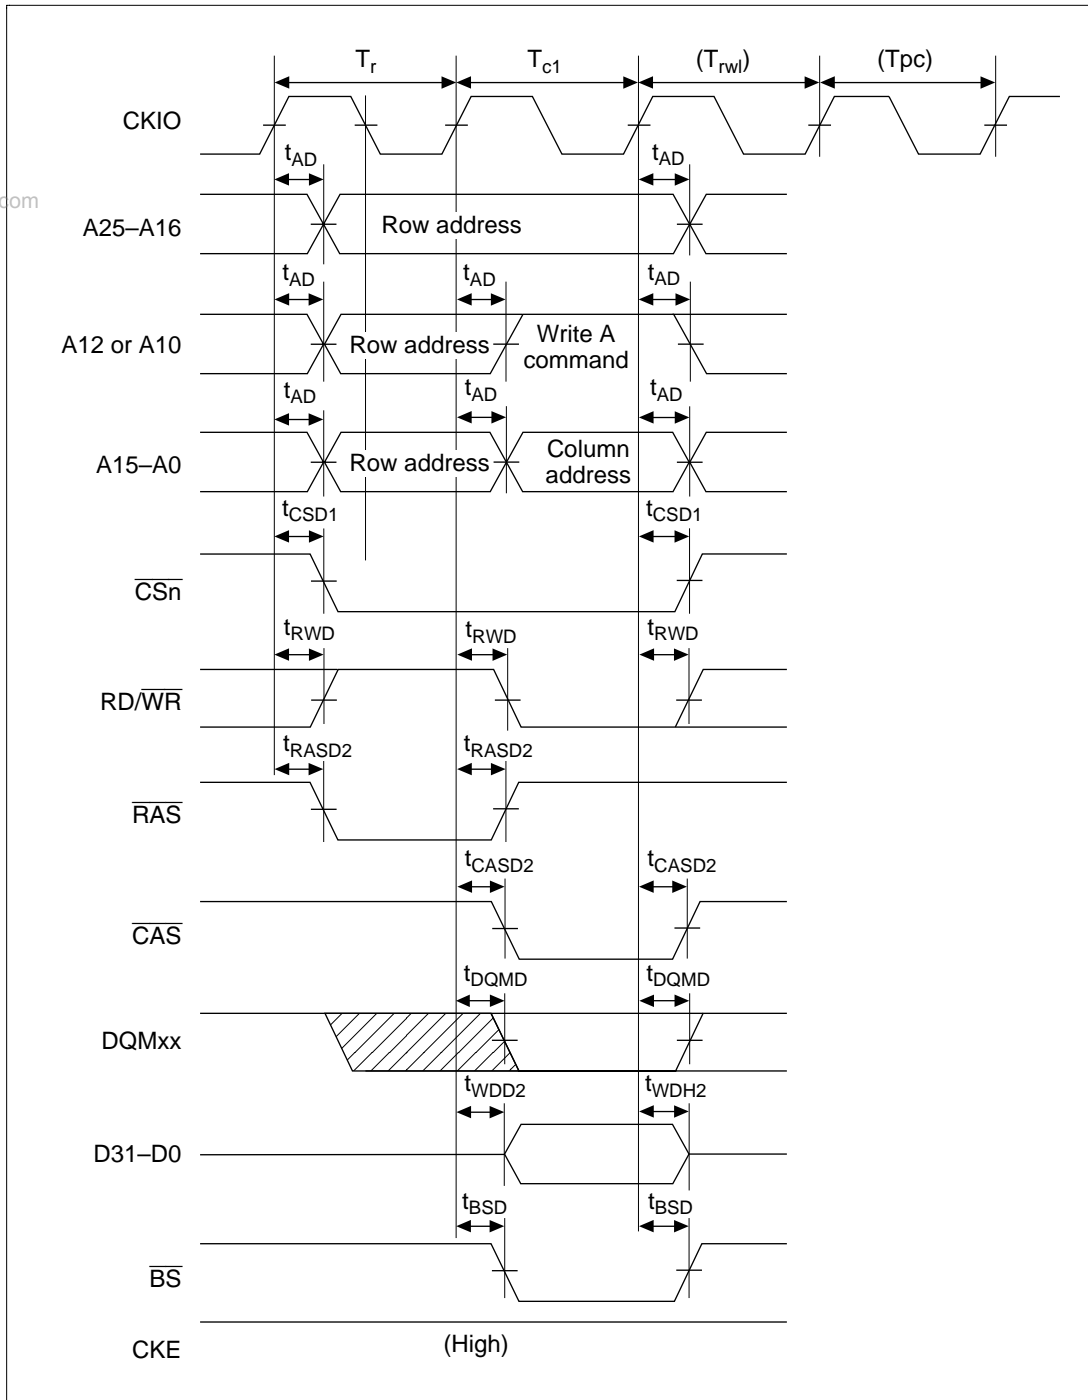 Tr Tc1 (Trwl) (Tpc)
CKIO
tAD tAD
com
A25–A16 Row address
tAD tAD tAD
A12 or A10 Row address Write A command
tAD tAD tAD
A15–A0 Row address Column address
tCSD1 tCSD1
CSn
tRWD tRWD tRWD
RD/WR
tRASD2 tRASD2
RAS
tCASD2 tCASD2
CAS
tDQMD tDQMD
DQMxx
tWDD2 tWDH2
D31–D0
tBSD tBSD
BS
CKE (High)